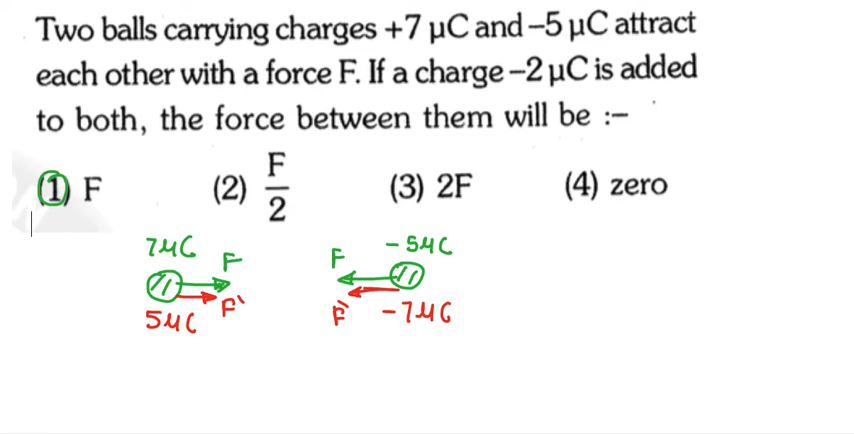 Two balls carrying charges +7 µC and –5 µC attract
each other with a force F. If a charge –2 µC is added
to both, the force between them will be :–
(1) F (2) F/2 (3) 2F (4) zero
7μC F F -5μC
5μC F' F' -7μC